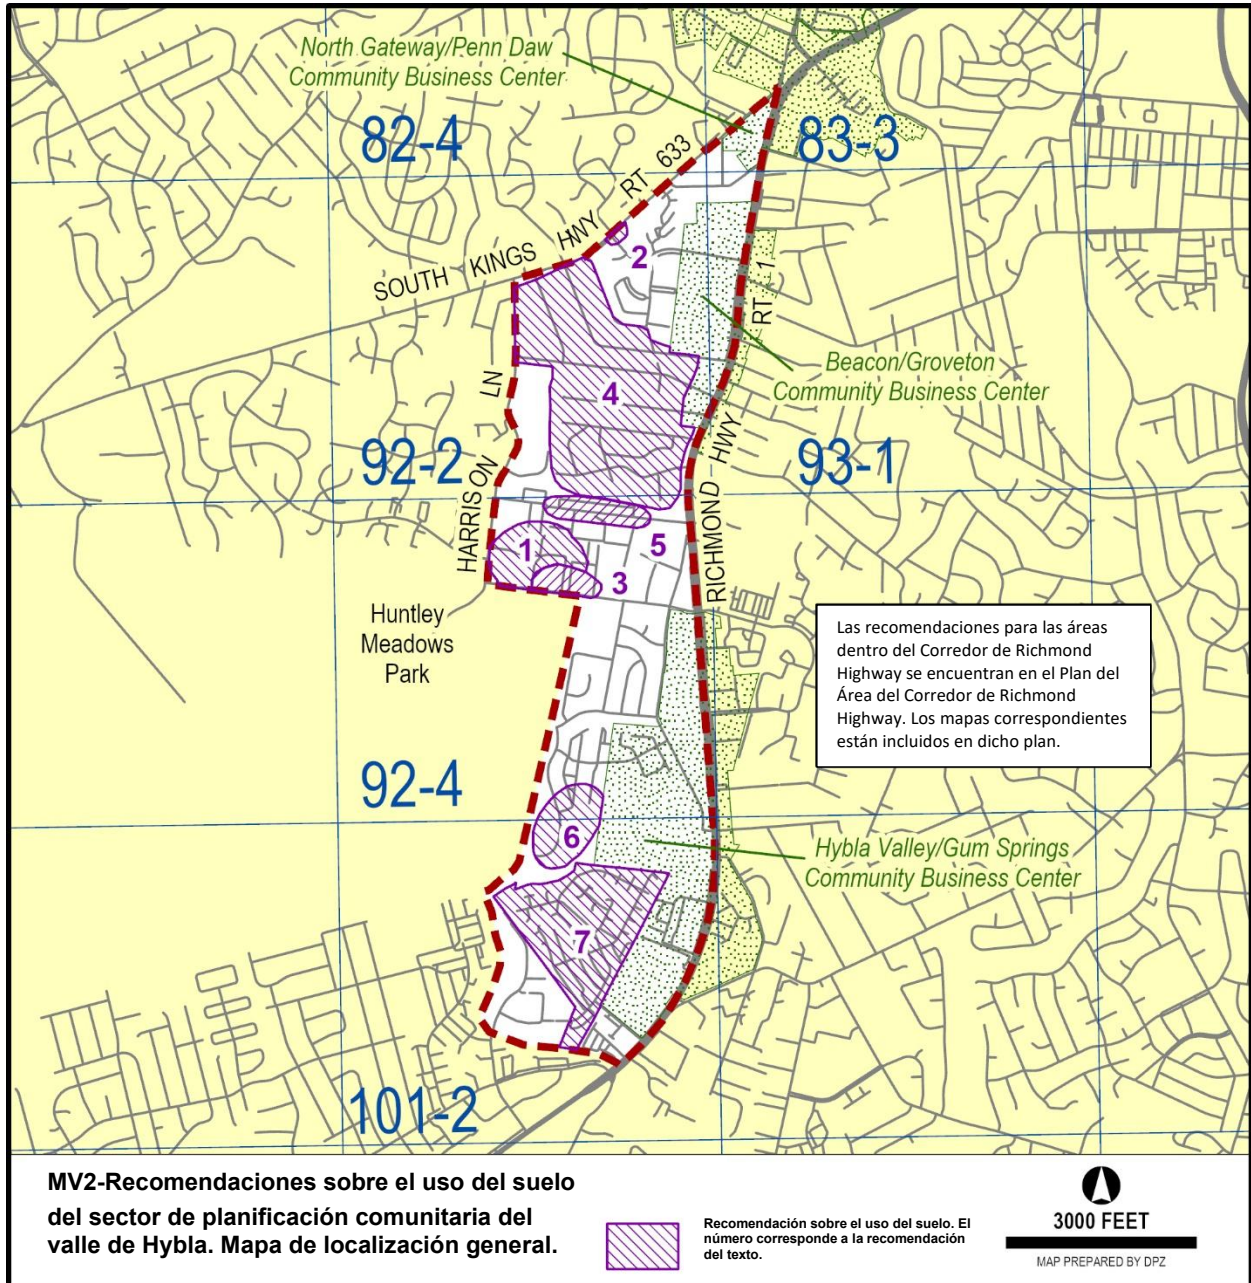 North Gateway/Penn Daw
Community Business Center
82-4
83-3
SOUTH KINGS HWY RT 633
2
RT 1
Beacon/Groveton
Community Business Center
4
HARRISON LN
92-2
93-1
RICHMOND HWY
1
5
3
Huntley
Meadows
Park
Las recomendaciones para las áreas
dentro del Corredor de Richmond
Highway se encuentran en el Plan del
Área del Corredor de Richmond
Highway. Los mapas correspondientes
están incluidos en dicho plan.
92-4
6
Hybla Valley/Gum Springs
Community Business Center
7
101-2
MV2-Recomendaciones sobre el uso del suelo
del sector de planificación comunitaria del
valle de Hybla. Mapa de localización general.
Recomendación sobre el uso del suelo. El
número corresponde a la recomendación
del texto.
3000 FEET
MAP PREPARED BY DPZ